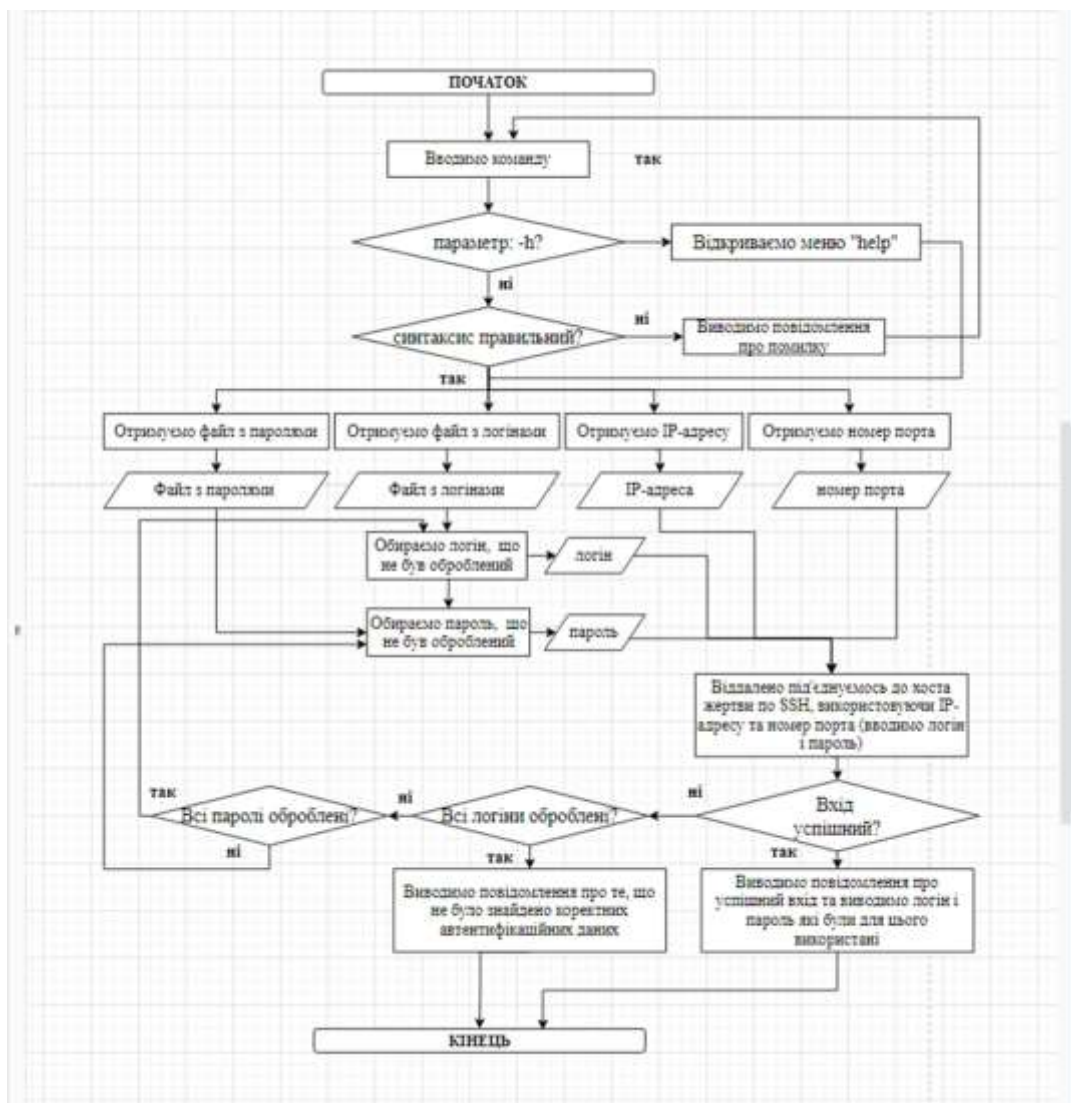 ПОЧАТОК
Вводимо команду
так
параметр: -h?
Відкриваємо меню "help"
ні
синтаксис правильний?
ні
Виводимо повідомлення
про помилку
так
Отримуємо файл з паролями
Отримуємо файл з логінами
Отримуємо IP-адресу
Отримуємо номер порта
Файл з паролями
Файл з логінами
IP-адреса
номер порта
Обираємо логін, що
не був оброблений
логін
Обираємо пароль, що
не був оброблений
пароль
Віддалено під'єднуємось до хоста
жертви по SSH, використовуючи IP-
адресу та номер порта (вводимо логін
і пароль)
так
Всі паролі оброблені?
ні
ні
Всі логіни оброблені?
так
ні
Вхід
успішний?
так
Виводимо повідомлення про те, що
не було знайдено коректних
автентифікаційних даних
Виводимо повідомлення про
успішний вхід та виводимо логін і
пароль які були для цього
використані
КІНЕЦЬ